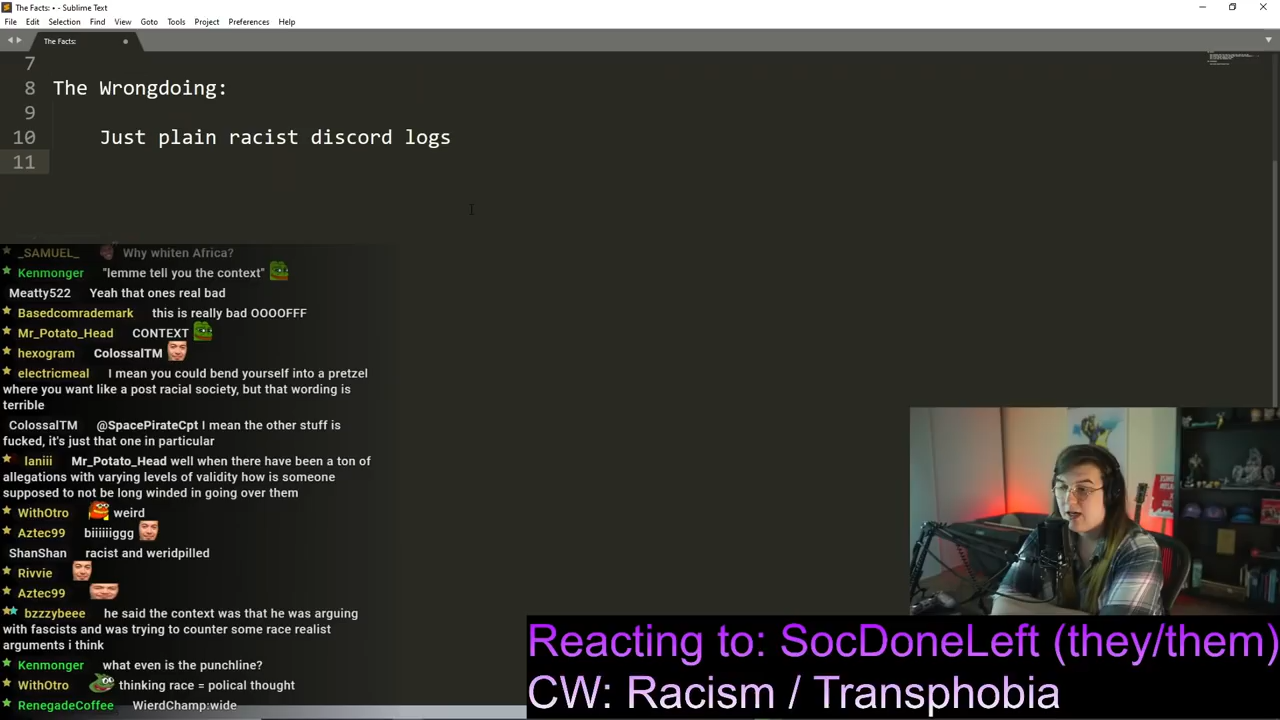 The Facts: • - Sublime Text
File Edit Selection Find View Goto Tools Project Preferences Help
The Facts:
7
8 The Wrongdoing:
9
10 Just plain racist discord logs
11
_SAMUEL_ Why whiten Africa?
Kenmonger "lemme tell you the context"
Meatty522 Yeah that ones real bad
Basedcomrademark this is really bad OOOOFFF
Mr_Potato_Head CONTEXT
hexogram ColossalTM
electricmeal I mean you could bend yourself into a pretzel
where you want like a post racial society, but that wording is
terrible
ColossalTM @SpacePirateCpt I mean the other stuff is
fucked, it's just that one in particular
laniii Mr_Potato_Head well when there have been a ton of
allegations with varying levels of validity how is someone
supposed to not be long winded in going over them
WithOtro weird
Aztec99 biiiiiiggg
ShanShan racist and weridpilled
Rivvie
Aztec99
bzzzybeee he said the context was that he was arguing
with fascists and was trying to counter some race realist
arguments i think
Kenmonger what even is the punchline?
WithOtro thinking race = polical thought
RenegadeCoffee WierdChamp:wide
Reacting to: SocDoneLeft (they/them)
CW: Racism / Transphobia